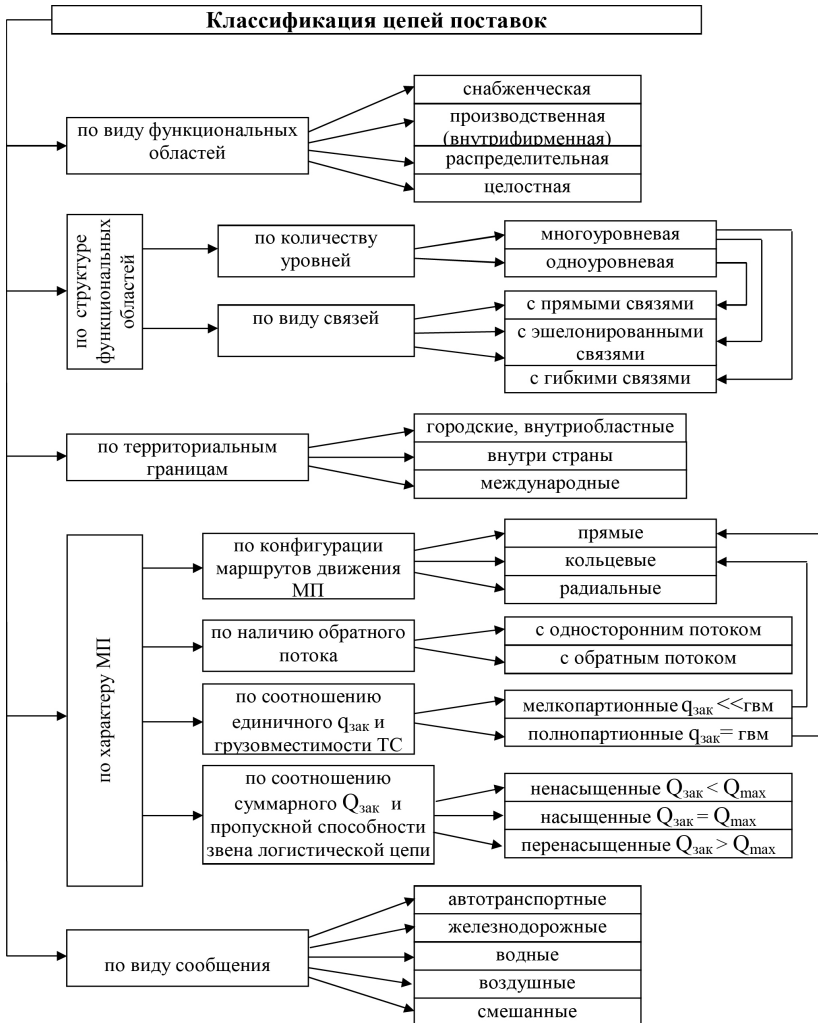 Классификация цепей поставок
по виду функциональных
областей
снабженческая
производственная
(внутрифирменная)
распределительная
целостная
по структуре
функциональных
областей
по количеству
уровней
многоуровневая
одноуровневая
по виду связей
с прямыми связями
с эшелонированными
связями
с гибкими связями
по территориальным
границам
городские, внутриобластные
внутри страны
международные
по характеру МП
по конфигурации
маршрутов движения
МП
прямые
кольцевые
радиальные
по наличию обратного
потока
с односторонним потоком
с обратным потоком
по соотношению
единичного qзак и
грузовместимости ТС
мелкопартионные qзак <<гвм
полнопартионные qзак= гвм
по соотношению
суммарного Qзак и
пропускной способности
звена логистической цепи
ненасыщенные Qзак < Qmax
насыщенные Qзак = Qmax
перенасыщенные Qзак > Qmax
по виду сообщения
автотранспортные
железнодорожные
водные
воздушные
смешанные